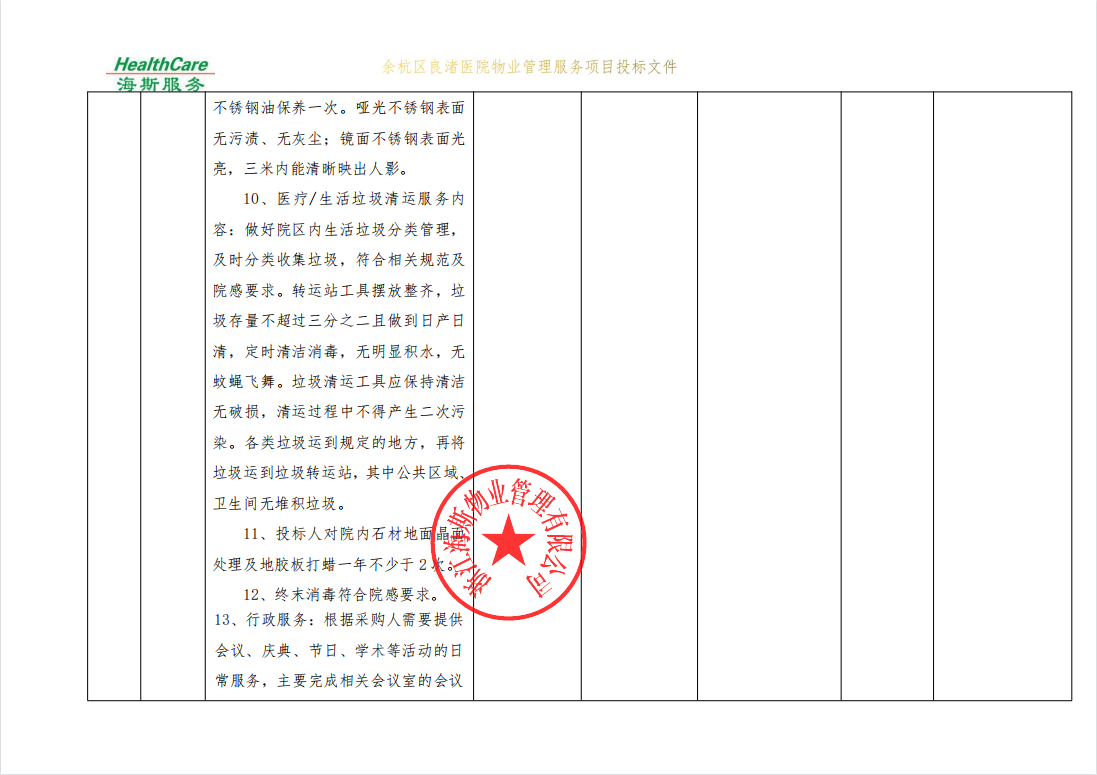 HealthCare
海斯服务
余杭区良渚医院物业管理服务项目投标文件
不锈钢油保养一次。哑光不锈钢表面
无污渍、无灰尘；镜面不锈钢表面光
亮，三米内能清晰映出人影。
10、医疗/生活垃圾清运服务内
容：做好院区内生活垃圾分类管理，
及时分类收集垃圾，符合相关规范及
院感要求。转运站工具摆放整齐，垃
圾存量不超过三分之二且做到日产日
清，定时清洁消毒，无明显积水，无
蚊蝇飞舞。垃圾清运工具应保持清洁
无破损，清运过程中不得产生二次污
染。各类垃圾运到规定的地方，再将
垃圾运到垃圾转运站，其中公共区域、
卫生间无堆积垃圾。
11、投标人对院内石材地面晶面
处理及地胶板打蜡一年不少于2次。
12、终末消毒符合院感要求。
13、行政服务：根据采购人需要提供
会议、庆典、节日、学术等活动的日
常服务，主要完成相关会议室的会议
浙江海斯物业管理有限公司